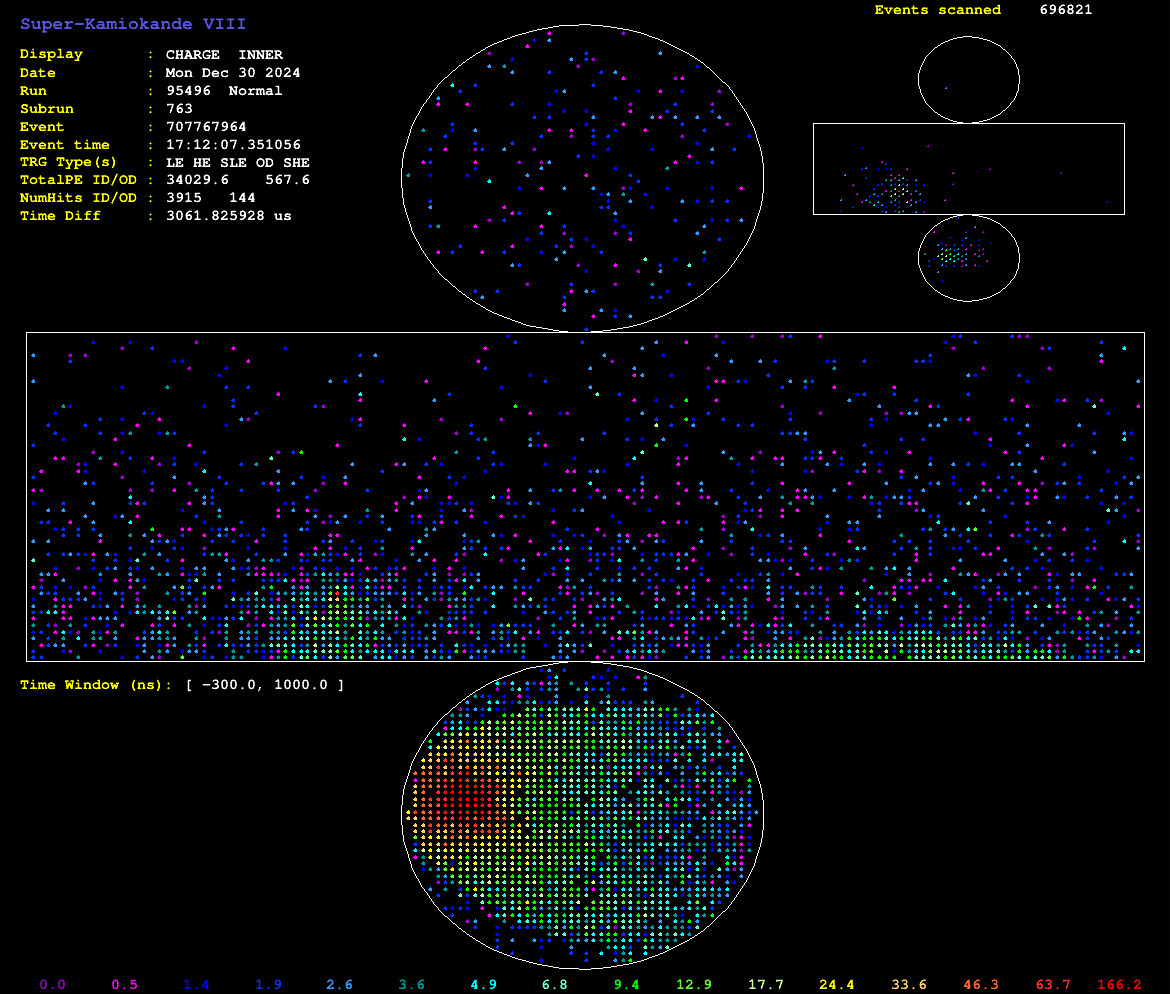 Super-Kamiokande VIII
Events scanned 696821
Display : CHARGE INNER
Date : Mon Dec 30 2024
Run : 95496 Normal
Subrun : 763
Event : 707767964
Event time : 17:12:07.351056
TRG Type(s) : LE HE SLE OD SHE
TotalPE ID/OD : 34029.6 567.6
NumHits ID/OD : 3915 144
Time Diff : 3061.825928 us
Time Window (ns): [ -300.0, 1000.0 ]
0.0 0.5 1.4 1.9 2.6 3.6 4.9 6.8 9.4 12.9 17.7 24.4 33.6 46.3 63.7 166.2